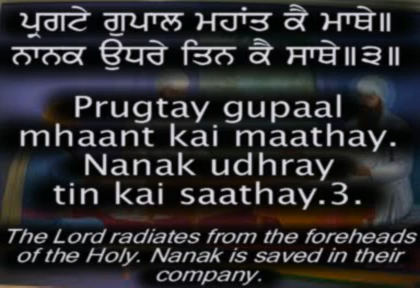 ਪ੍ਰਗਟੇ ਗੁਪਾਲ ਮਹਾਂਤ ਕੈ ਮਾਥੇ॥
ਨਾਨਕ ਉਧਰੇ ਤਿਨ ਕੈ ਸਾਥੇ॥੩॥
Prugtay gupaal
mhaant kai maathay.
Nanak udhray
tin kai saathay.3.
The Lord radiates from the foreheads
of the Holy. Nanak is saved in their
company.